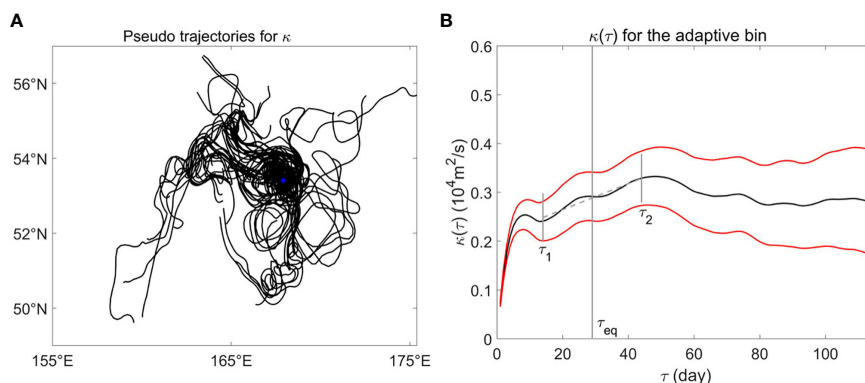 A
Pseudo trajectories for κ
56°N
54°N
52°N
50°N
155°E
165°E
175°E
B
κ(τ) for the adaptive bin
κ(τ) (10⁴m²/s)
0.6
0.5
0.4
0.3
0.2
0.1
0
τ₁
τ₂
τeq
0
20
40
60
80
100
τ (day)